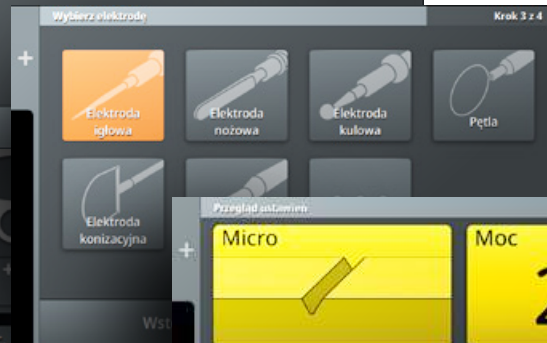 Wybierz elektrodę
Krok 3 z 4
Elektroda
igłowa
Elektroda
nożowa
Elektroda
kulowa
Pętla
Elektroda
konizacyjna
Przegląd ustawień
Micro
Moc